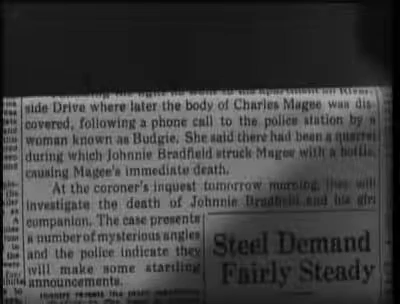 side Drive where later the body of Charles Magee was dis
covered, following a phone call to the police station by a
woman known as Budgie. She said there had been a quarrel
during which Johnnie Bradfield struck Magee with a bottle,
causing Magee's immediate death.
At the coroner's inquest tomorrow morning, they will
investigate the death of Johnnie Bradfield and his girl
companion. The case presents
a number of mysterious angles
and the police indicate they
will make some startling
announcements.
Steel Demand
Fairly Steady